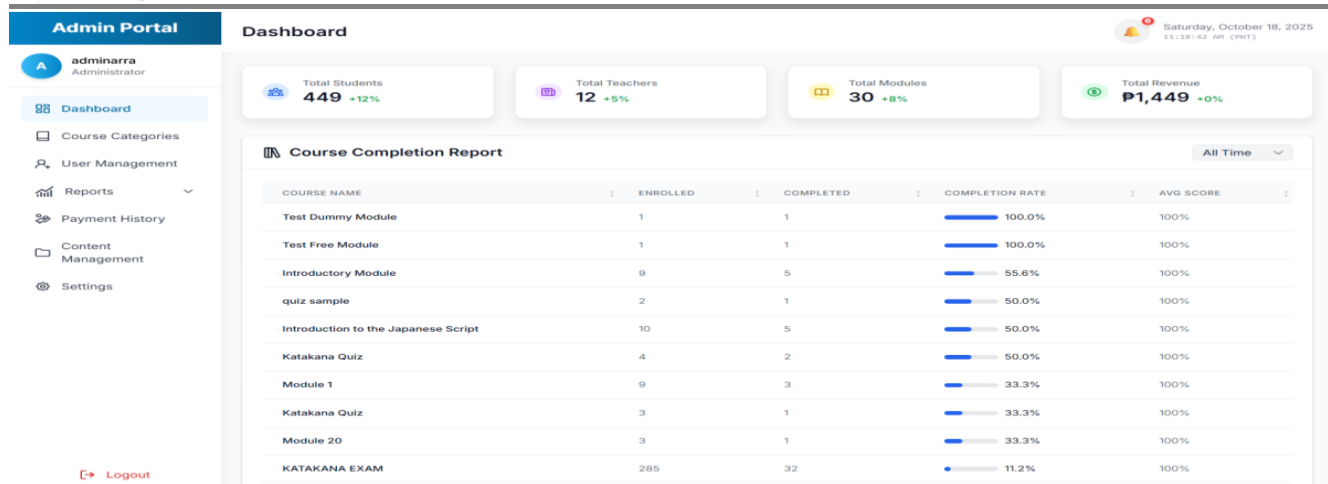 Admin Portal
Dashboard
Saturday, October 18, 2025
11:18:42 AM (PHT)
A
adminarra
Administrator
Total Students
449 +12%
Total Teachers
12 +5%
Total Modules
30 +8%
Total Revenue
₱1,449 +0%
Dashboard
Course Categories
User Management
Reports
Payment History
Content
Management
Settings
Logout
Course Completion Report
All Time
COURSE NAME ENROLLED COMPLETED COMPLETION RATE AVG SCORE
Test Dummy Module 1 1 100.0% 100%
Test Free Module 1 1 100.0% 100%
Introductory Module 9 5 55.6% 100%
quiz sample 2 1 50.0% 100%
Introduction to the Japanese Script 10 5 50.0% 100%
Katakana Quiz 4 2 50.0% 100%
Module 1 9 3 33.3% 100%
Katakana Quiz 3 1 33.3% 100%
Module 20 3 1 33.3% 100%
KATAKANA EXAM 285 32 11.2% 100%